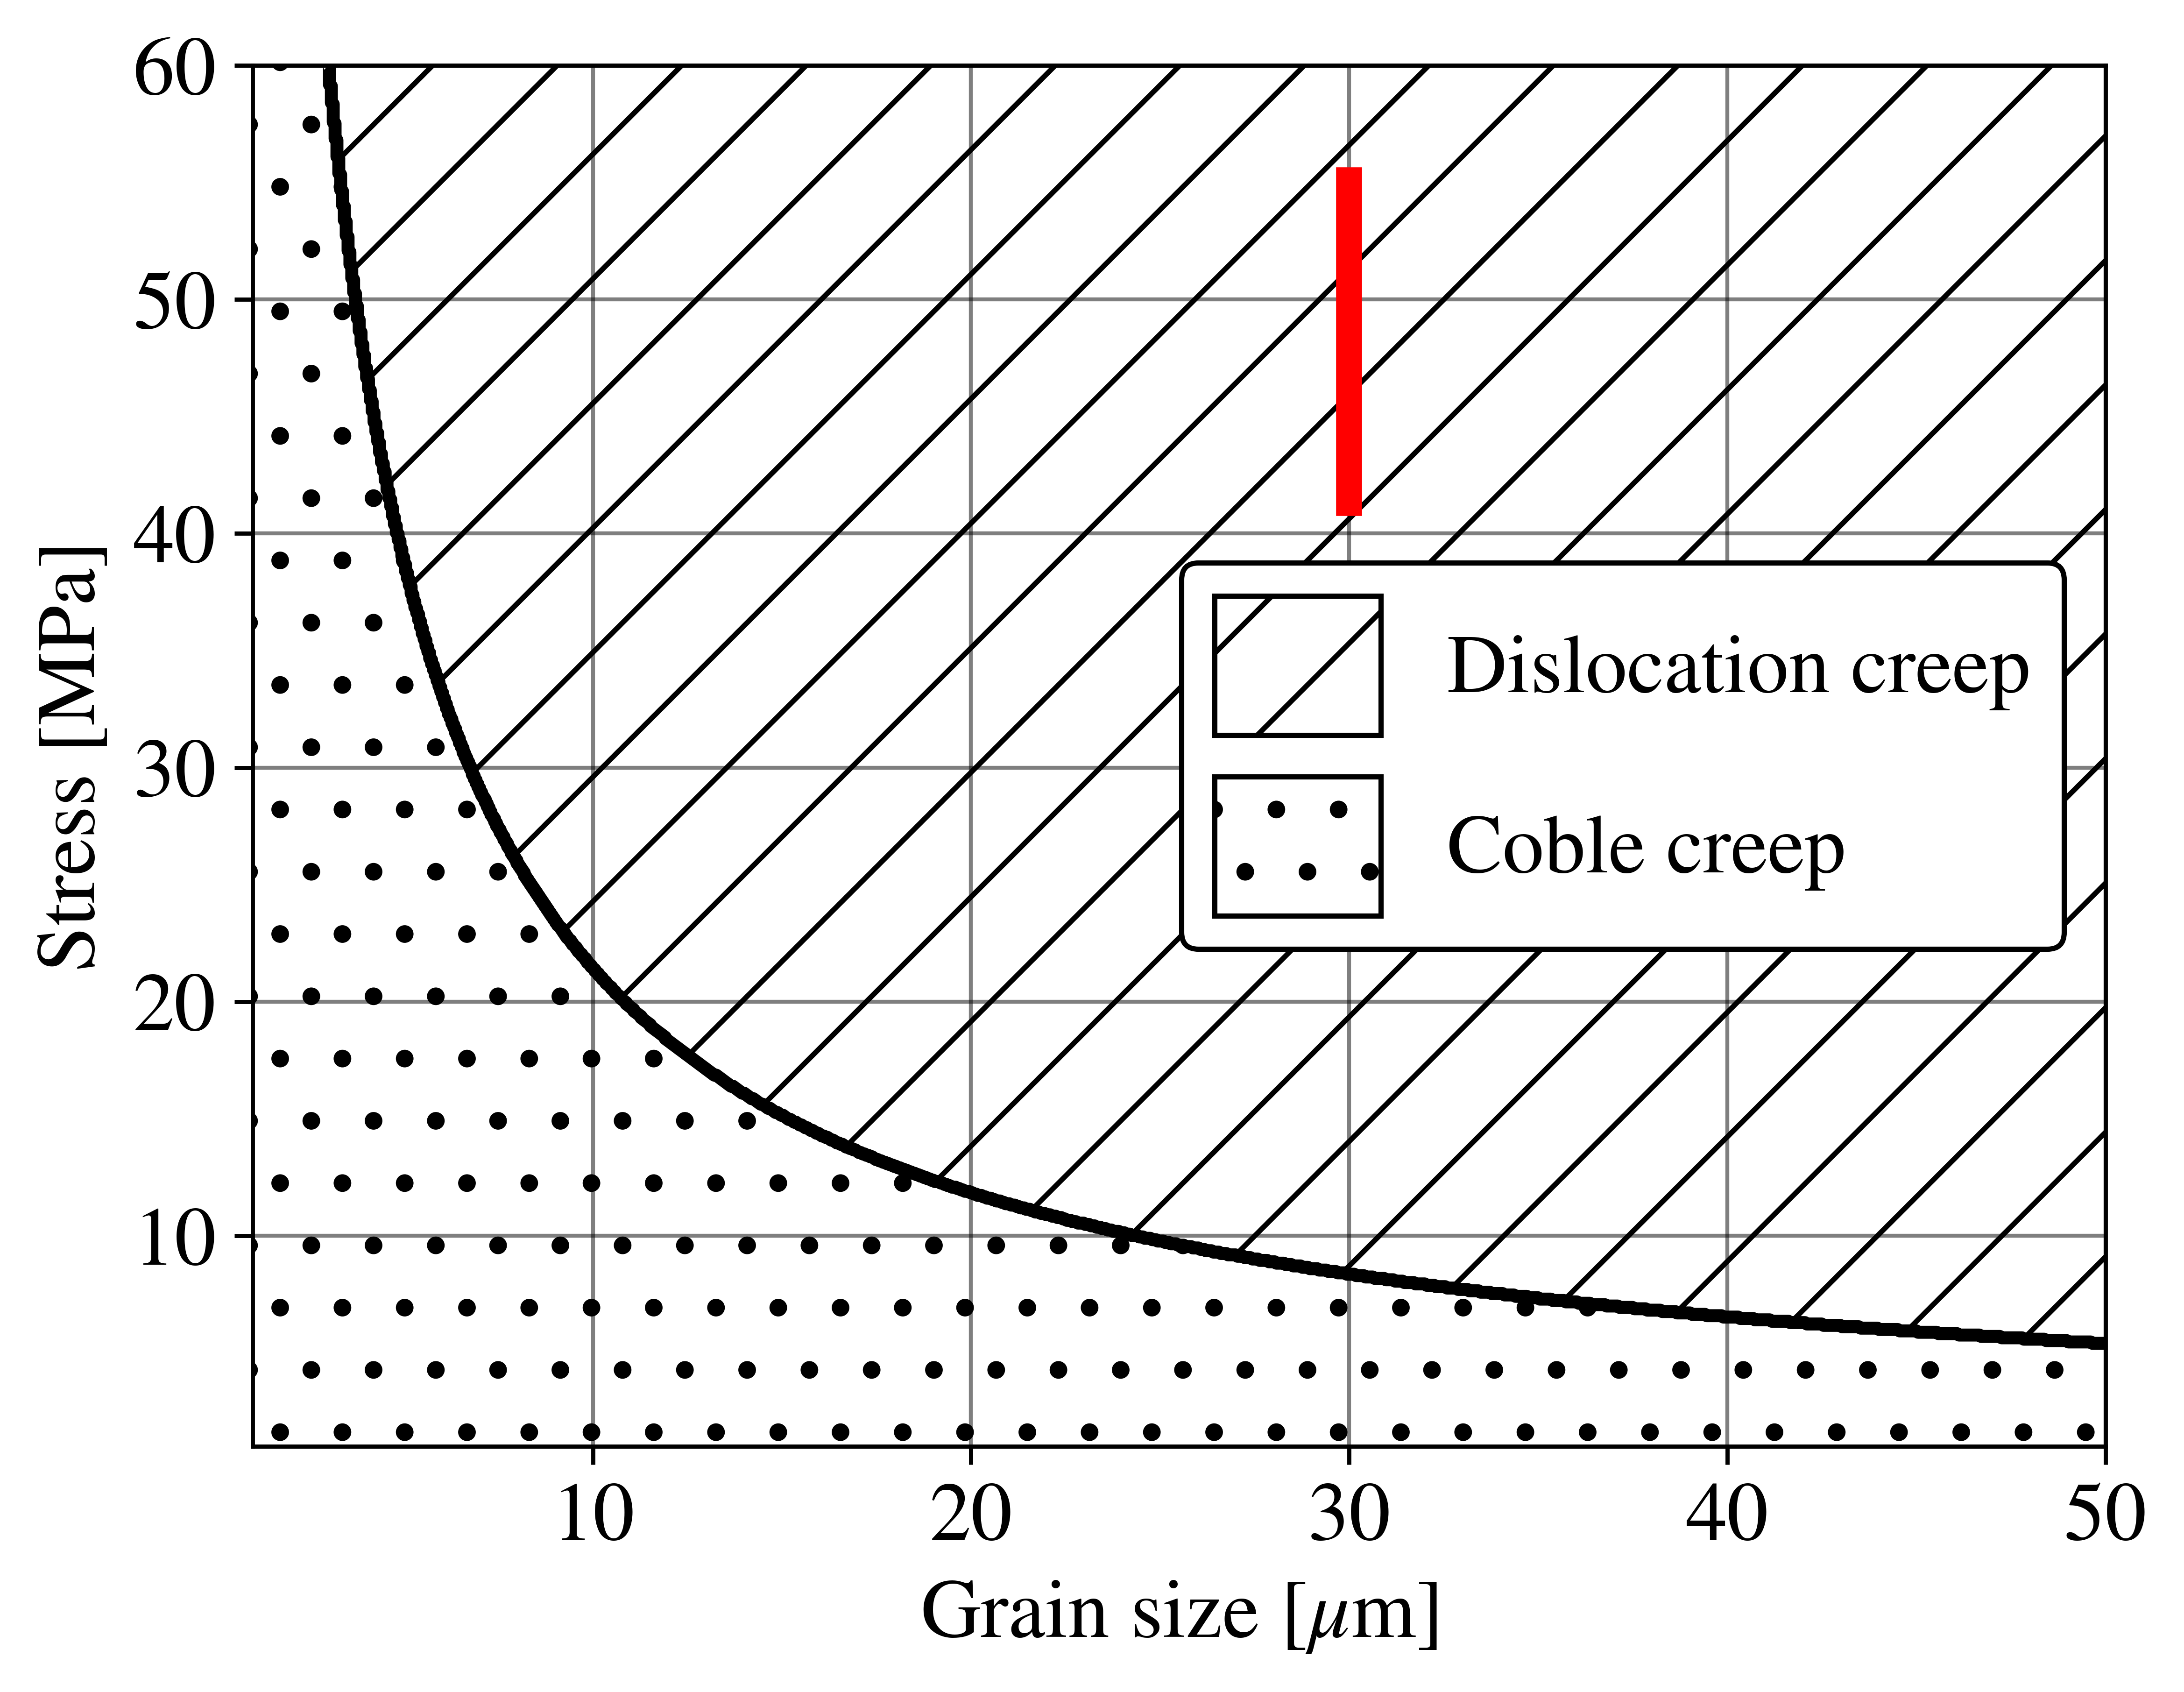 60
50
40
30
20
10
Stress [MPa]
Dislocation creep
Coble creep
10 20 30 40 50
Grain size [μm]